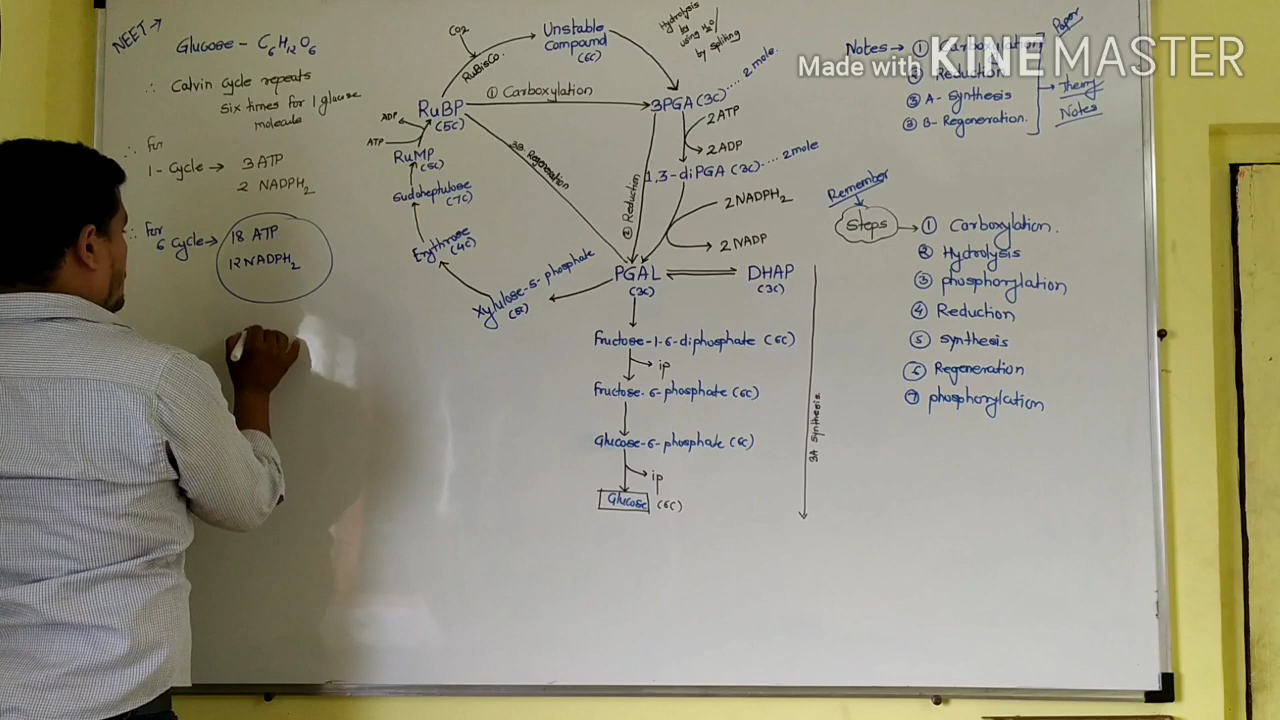 NEET →
Glucose - C6H12O6
∴ Calvin cycle repeats
six times for 1 glucose
molecule
∴ for
1 - Cycle → 3 ATP
2 NADPH2
∴ for
6 Cycle → 18 ATP
12 NADPH2
CO2
RuBisCo
Unstable
Compound
(6C)
Hydrolysis
by
using H2O/
by spliting
RuBP
(5C)
① Carboxylation
3PGA (3C) .... 2 mole.
2ATP
2 ADP
1,3-diPGA (3C) .... 2 mole
2 NADPH2
2 NADP
② Reduction
3B-Regeneration
ADP
ATP
RuMP
(5C)
Sudoheptulose
(7C)
Erythrose
(4C)
Xylulose-5-phosphate
(5C)
PGAL
(3C)
DHAP
(3C)
Fructose-1-6-diphosphate (6C)
ip
Fructose-6-phosphate (6C)
Glucose-6-phosphate (6C)
ip
Glucose (6C)
3A synthesis
Notes → ① Carboxylation
② Reduction
③ A- Synthesis
③ B- Regeneration.
Paper
Theory
Notes
Made with KINEMASTER
Remember
Steps → ① Carboxylation.
② Hydrolysis
③ phosphorylation
④ Reduction
⑤ synthesis
⑥ Regeneration
⑦ phosphorylation